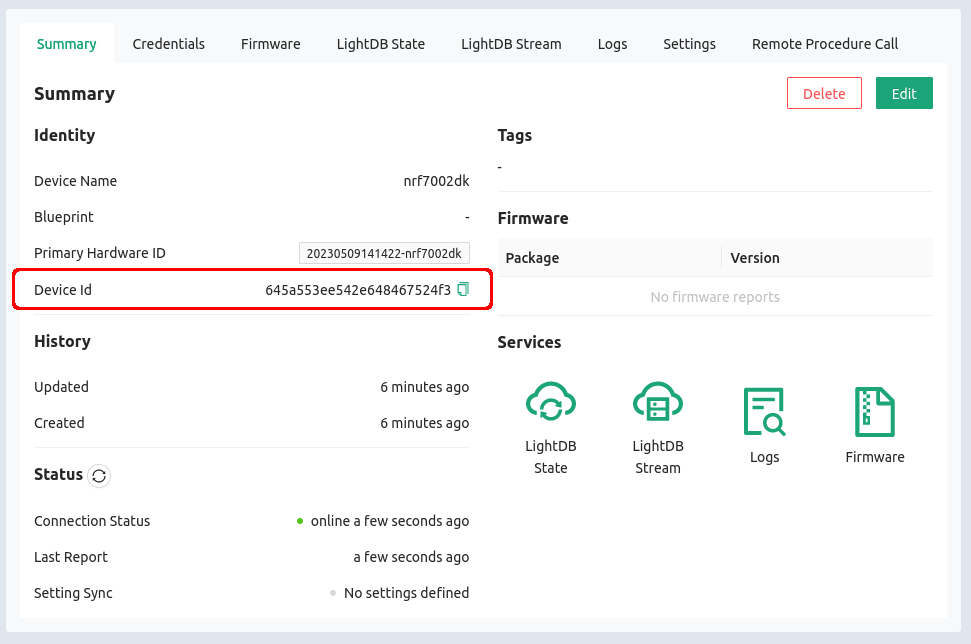 Summary Credentials Firmware LightDB State LightDB Stream Logs Settings Remote Procedure Call
Summary
Delete Edit
Identity
Device Name nrf7002dk
Blueprint -
Primary Hardware ID 20230509141422-nrf7002dk
Device Id 645a553ee542e648467524f3
History
Updated 6 minutes ago
Created 6 minutes ago
Status
Connection Status online a few seconds ago
Last Report a few seconds ago
Setting Sync No settings defined
Tags
-
Firmware
Package Version
No firmware reports
Services
LightDB State
LightDB Stream
Logs
Firmware